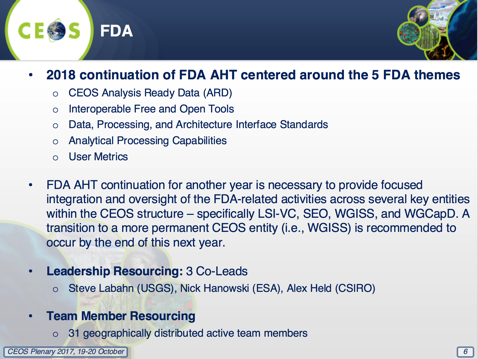 CEOS
FDA
• 2018 continuation of FDA AHT centered around the 5 FDA themes
o CEOS Analysis Ready Data (ARD)
o Interoperable Free and Open Tools
o Data, Processing, and Architecture Interface Standards
o Analytical Processing Capabilities
o User Metrics
• FDA AHT continuation for another year is necessary to provide focused
integration and oversight of the FDA-related activities across several key entities
within the CEOS structure – specifically LSI-VC, SEO, WGISS, and WGCapD. A
transition to a more permanent CEOS entity (i.e., WGISS) is recommended to
occur by the end of this next year.
• Leadership Resourcing: 3 Co-Leads
o Steve Labahn (USGS), Nick Hanowski (ESA), Alex Held (CSIRO)
• Team Member Resourcing
o 31 geographically distributed active team members
CEOS Plenary 2017, 19-20 October
6